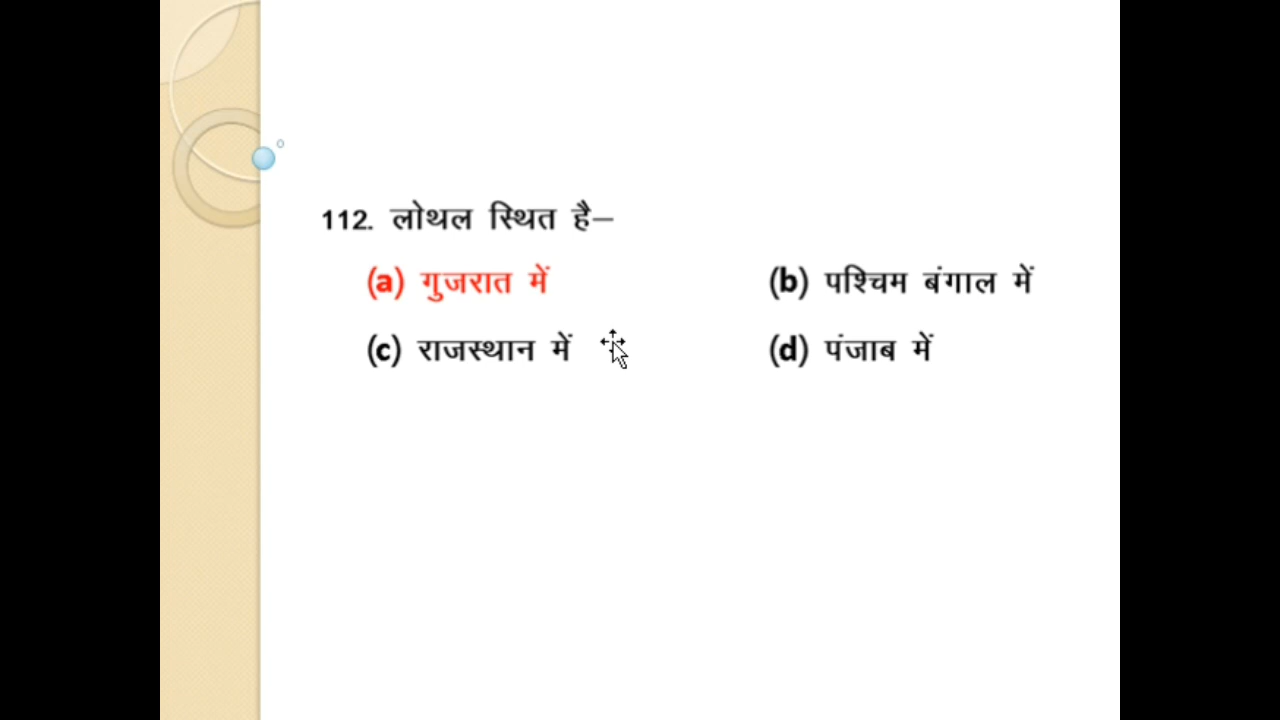 112. लोथल स्थित है–
(a) गुजरात में (b) पश्चिम बंगाल में
(c) राजस्थान में (d) पंजाब में